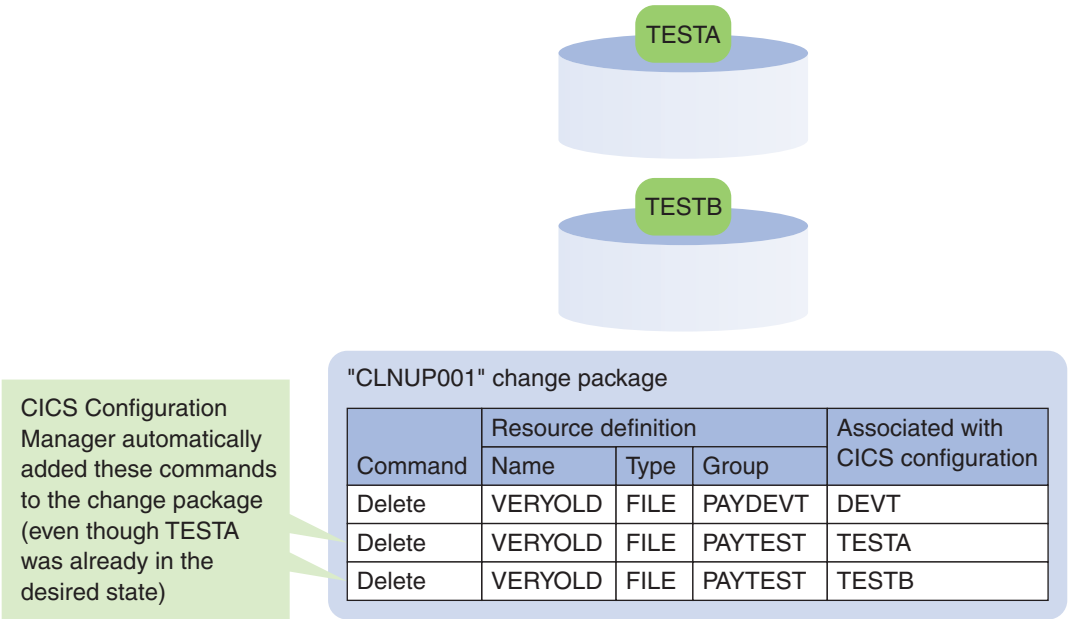 TESTA
TESTB
"CLNUP001" change package
CICS Configuration
Manager automatically
added these commands
to the change package
(even though TESTA
was already in the
desired state)
Resource definition
Associated with
CICS configuration
Command Name Type Group
Delete VERYOLD FILE PAYDEVT DEVT
Delete VERYOLD FILE PAYTEST TESTA
Delete VERYOLD FILE PAYTEST TESTB